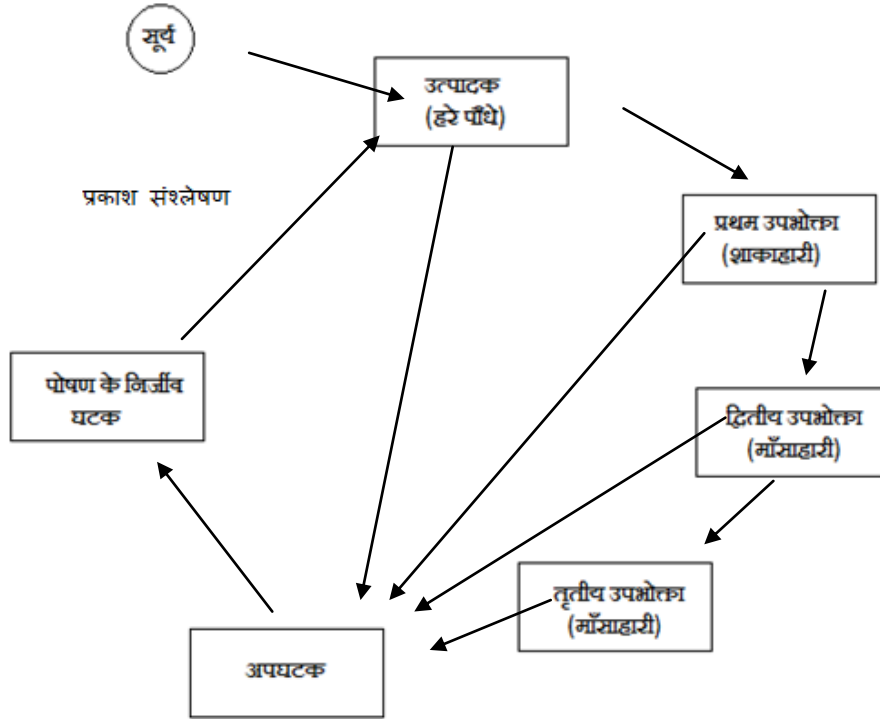 सूर्य
उत्पादक
(हरे पौधे)
प्रकाश संश्लेषण
प्रथम उपभोक्ता
(शाकाहारी)
पोषण के निर्जीव
घटक
द्वितीय उपभोक्ता
(माँसाहारी)
तृतीय उपभोक्ता
(माँसाहारी)
अपघटक